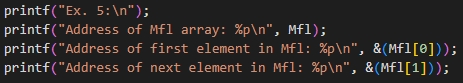 printf("Ex. 5:\n");
printf("Address of Mfl array: %p\n", Mfl);
printf("Address of first element in Mfl: %p\n", &(Mfl[0]));
printf("Address of next element in Mfl: %p\n", &(Mfl[1]));